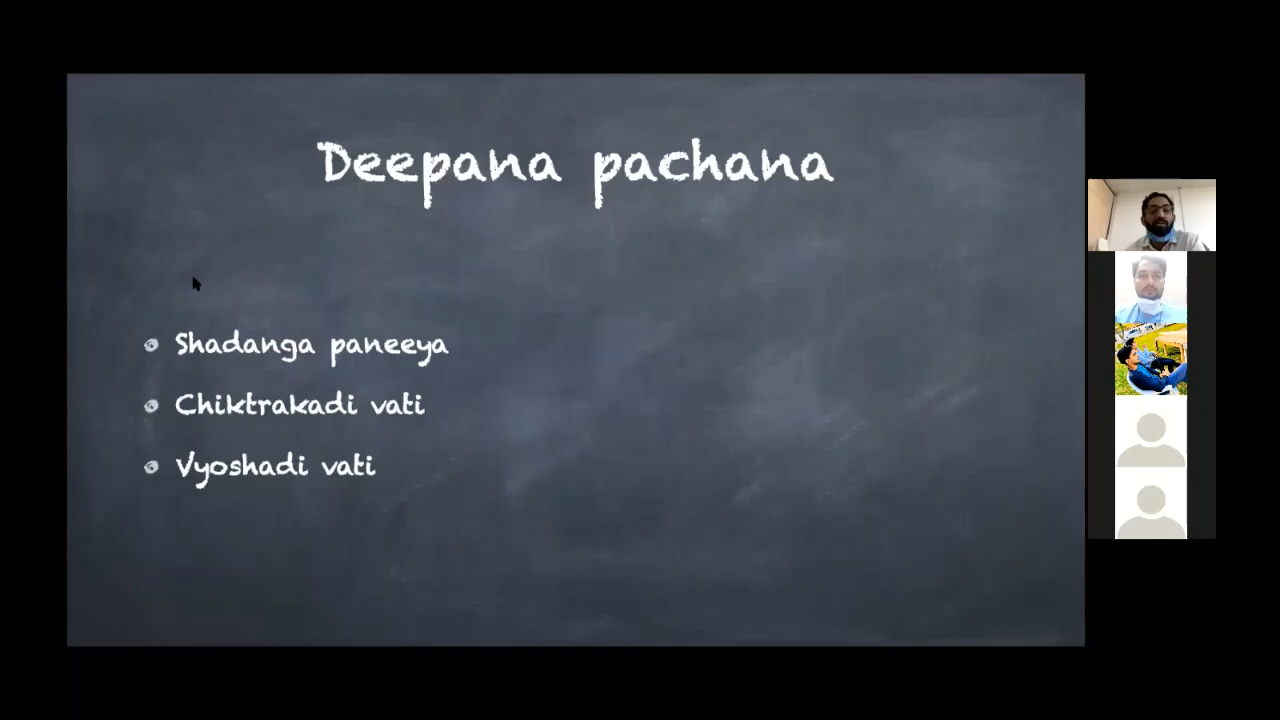 Deepana pachana
Shadanga paneeya
Chiktrakadi vati
Vyoshadi vati